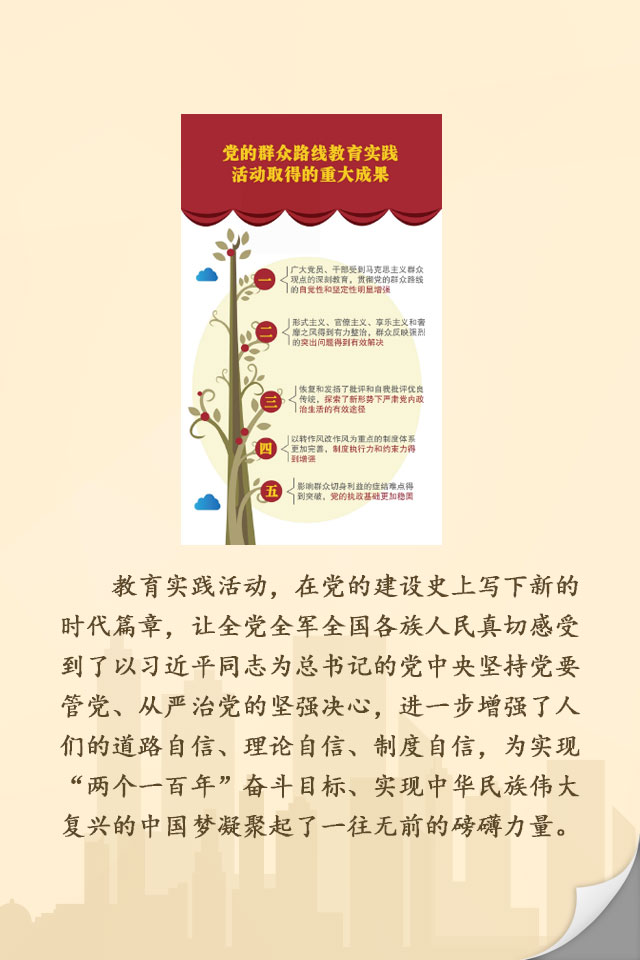 党的群众路线教育实践
活动取得的重大成果
一
广大党员、干部受到马克思主义群众
观点的深刻教育，贯彻党的群众路线
的自觉性和坚定性明显增强
二
形式主义、官僚主义、享乐主义和奢
靡之风得到有力整治，群众反映强烈
的突出问题得到有效解决
三
恢复和发扬了批评和自我批评优良
传统，探索了新形势下严肃党内政
治生活的有效途径
四
以转作风改作风为重点的制度体系
更加完善，制度执行力和约束力得
到增强
五
影响群众切身利益的症结难点得
到突破，党的执政基础更加稳固
教育实践活动，在党的建设史上写下新的
时代篇章，让全党全军全国各族人民真切感受
到了以习近平同志为总书记的党中央坚持党要
管党、从严治党的坚强决心，进一步增强了人
们的道路自信、理论自信、制度自信，为实现
“两个一百年”奋斗目标、实现中华民族伟大
复兴的中国梦凝聚起了一往无前的磅礴力量。